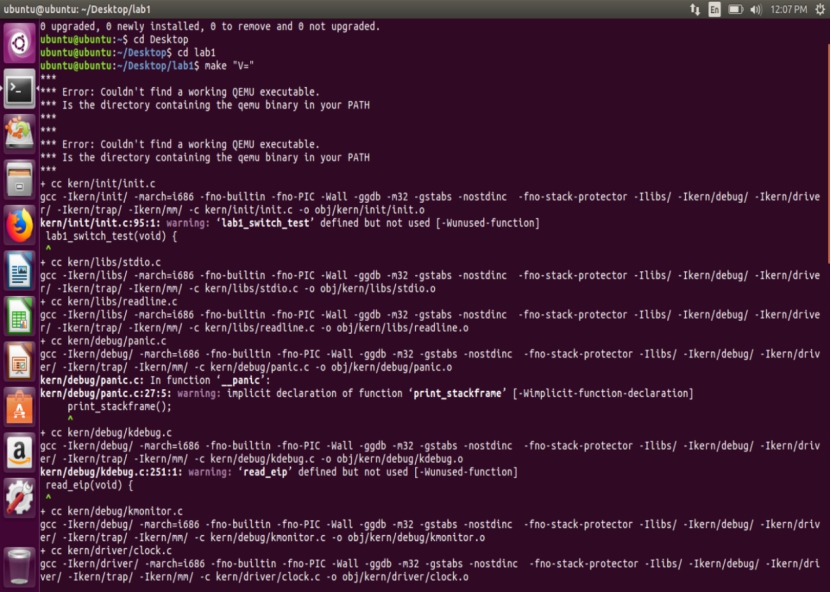 ubuntu@ubuntu: ~/Desktop/lab1
En
12:07 PM
0 upgraded, 0 newly installed, 0 to remove and 0 not upgraded.
ubuntu@ubuntu:~$ cd Desktop
ubuntu@ubuntu:~/Desktop$ cd lab1
ubuntu@ubuntu:~/Desktop/lab1$ make "V="
***
*** Error: Couldn't find a working QEMU executable.
*** Is the directory containing the qemu binary in your PATH
***
***
*** Error: Couldn't find a working QEMU executable.
*** Is the directory containing the qemu binary in your PATH
***
+ cc kern/init/init.c
gcc -Ikern/init/ -march=i686 -fno-builtin -fno-PIC -Wall -ggdb -m32 -gstabs -nostdinc  -fno-stack-protector -Ilibs/ -Ikern/debug/ -Ikern/drive
r/ -Ikern/trap/ -Ikern/mm/ -c kern/init/init.c -o obj/kern/init/init.o
kern/init/init.c:95:1: warning: ‘lab1_switch_test’ defined but not used [-Wunused-function]
 lab1_switch_test(void) {
 ^
+ cc kern/libs/stdio.c
gcc -Ikern/libs/ -march=i686 -fno-builtin -fno-PIC -Wall -ggdb -m32 -gstabs -nostdinc  -fno-stack-protector -Ilibs/ -Ikern/debug/ -Ikern/drive
r/ -Ikern/trap/ -Ikern/mm/ -c kern/libs/stdio.c -o obj/kern/libs/stdio.o
+ cc kern/libs/readline.c
gcc -Ikern/libs/ -march=i686 -fno-builtin -fno-PIC -Wall -ggdb -m32 -gstabs -nostdinc  -fno-stack-protector -Ilibs/ -Ikern/debug/ -Ikern/drive
r/ -Ikern/trap/ -Ikern/mm/ -c kern/libs/readline.c -o obj/kern/libs/readline.o
+ cc kern/debug/panic.c
gcc -Ikern/debug/ -march=i686 -fno-builtin -fno-PIC -Wall -ggdb -m32 -gstabs -nostdinc  -fno-stack-protector -Ilibs/ -Ikern/debug/ -Ikern/driv
er/ -Ikern/trap/ -Ikern/mm/ -c kern/debug/panic.c -o obj/kern/debug/panic.o
kern/debug/panic.c: In function ‘__panic’:
kern/debug/panic.c:27:5: warning: implicit declaration of function ‘print_stackframe’ [-Wimplicit-function-declaration]
     print_stackframe();
     ^
+ cc kern/debug/kdebug.c
gcc -Ikern/debug/ -march=i686 -fno-builtin -fno-PIC -Wall -ggdb -m32 -gstabs -nostdinc  -fno-stack-protector -Ilibs/ -Ikern/debug/ -Ikern/driv
er/ -Ikern/trap/ -Ikern/mm/ -c kern/debug/kdebug.c -o obj/kern/debug/kdebug.o
kern/debug/kdebug.c:251:1: warning: ‘read_eip’ defined but not used [-Wunused-function]
 read_eip(void) {
 ^
+ cc kern/debug/kmonitor.c
gcc -Ikern/debug/ -march=i686 -fno-builtin -fno-PIC -Wall -ggdb -m32 -gstabs -nostdinc  -fno-stack-protector -Ilibs/ -Ikern/debug/ -Ikern/driv
er/ -Ikern/trap/ -Ikern/mm/ -c kern/debug/kmonitor.c -o obj/kern/debug/kmonitor.o
+ cc kern/driver/clock.c
gcc -Ikern/driver/ -march=i686 -fno-builtin -fno-PIC -Wall -ggdb -m32 -gstabs -nostdinc  -fno-stack-protector -Ilibs/ -Ikern/debug/ -Ikern/dri
ver/ -Ikern/trap/ -Ikern/mm/ -c kern/driver/clock.c -o obj/kern/driver/clock.o